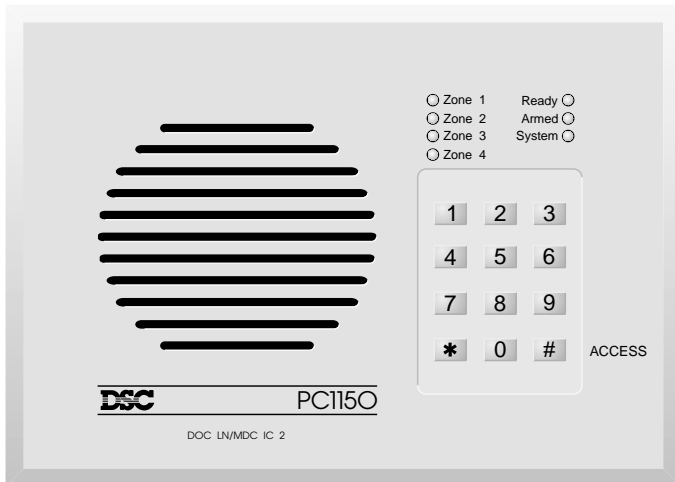 Zone 1 Ready
Zone 2 Armed
Zone 3 System
Zone 4
1 2 3
4 5 6
7 8 9
✱ 0 # ACCESS
DSC PC1150
DOC LN/MDC IC 2